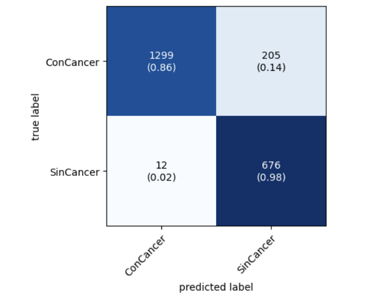 true label
ConCancer
1299
(0.86)
205
(0.14)
SinCancer
12
(0.02)
676
(0.98)
ConCancer
SinCancer
predicted label